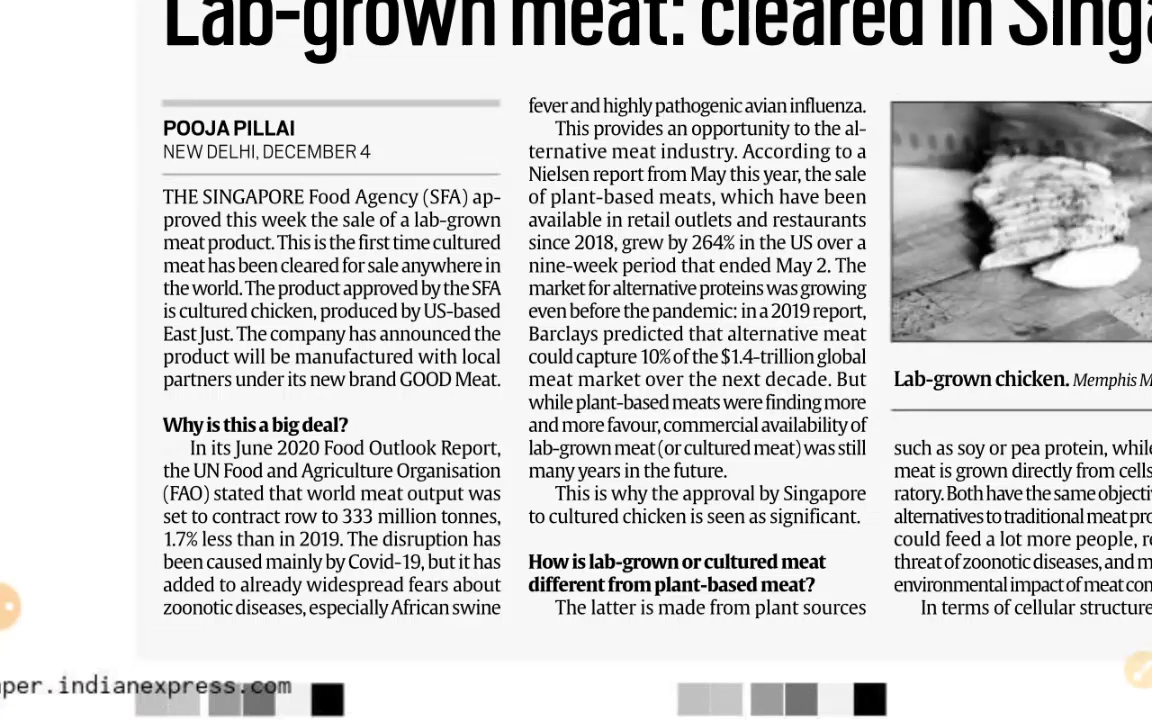 Lab-grown meat: cleared in
POOJA PILLAI
NEW DELHI, DECEMBER 4
THE SINGAPORE Food Agency (SFA) ap-
proved this week the sale of a lab-grown
meat product. This is the first time cultured
meat has been cleared for sale anywhere in
the world. The product approved by the SFA
is cultured chicken, produced by US-based
East Just. The company has announced the
product will be manufactured with local
partners under its new brand GOOD Meat.
Why is this a big deal?
In its June 2020 Food Outlook Report,
the UN Food and Agriculture Organisation
(FAO) stated that world meat output was
set to contract row to 333 million tonnes,
1.7% less than in 2019. The disruption has
been caused mainly by Covid-19, but it has
added to already widespread fears about
zoonotic diseases, especially African swine
fever and highly pathogenic avian influenza.
This provides an opportunity to the al-
ternative meat industry. According to a
Nielsen report from May this year, the sale
of plant-based meats, which have been
available in retail outlets and restaurants
since 2018, grew by 264% in the US over a
nine-week period that ended May 2. The
market for alternative proteins was growing
even before the pandemic: in a 2019 report,
Barclays predicted that alternative meat
could capture 10% of the $1.4-trillion global
meat market over the next decade. But
while plant-based meats were finding more
and more favour, commercial availability of
lab-grown meat (or cultured meat) was still
many years in the future.
This is why the approval by Singapore
to cultured chicken is seen as significant.
How is lab-grown or cultured meat
different from plant-based meat?
The latter is made from plant sources
Lab-grown chicken. Memphis
such as soy or pea protein, while
meat is grown directly from cells
ratory. Both have the same
alternatives to traditional meat
could feed a lot more people,
threat of zoonotic diseases, and
environmental impact of meat
In terms of cellular structure
per.indianexpress.com